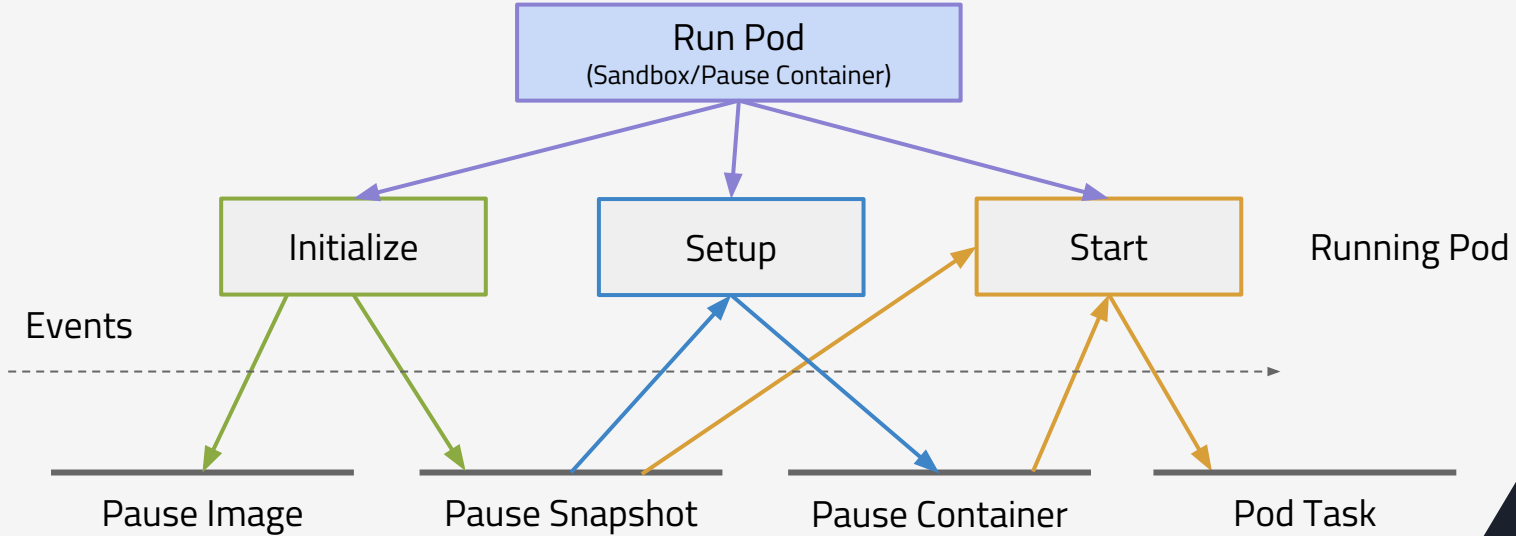 Run Pod
(Sandbox/Pause Container)
Initialize
Setup
Start
Running Pod
Events
Pause Image
Pause Snapshot
Pause Container
Pod Task